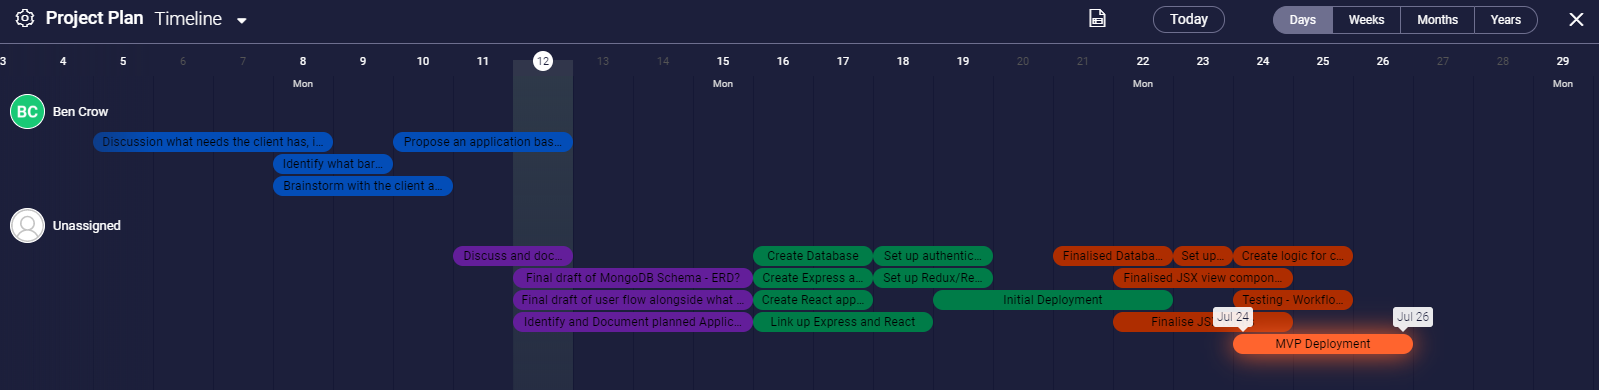 Project Plan Timeline
Today
Days Weeks Months Years
3 4 5 6 7 8 9 10 11 12 13 14 15 16 17 18 19 20 21 22 23 24 25 26 27 28 29
Mon Mon Mon Mon
BC Ben Crow
Discussion what needs the client has, i... Propose an application bas...
Identify what bar...
Brainstorm with the client a...
Unassigned
Discuss and doc... Create Database Set up authentic... Finalised Databa... Set up... Create logic for c...
Final draft of MongoDB Schema - ERD? Create Express a... Set up Redux/Re... Finalised JSX view compon...
Final draft of user flow alongside what ... Create React app... Initial Deployment Testing - Workflo...
Identify and Document planned Applic... Link up Express and React Finalise JS
Jul 24 Jul 26
MVP Deployment